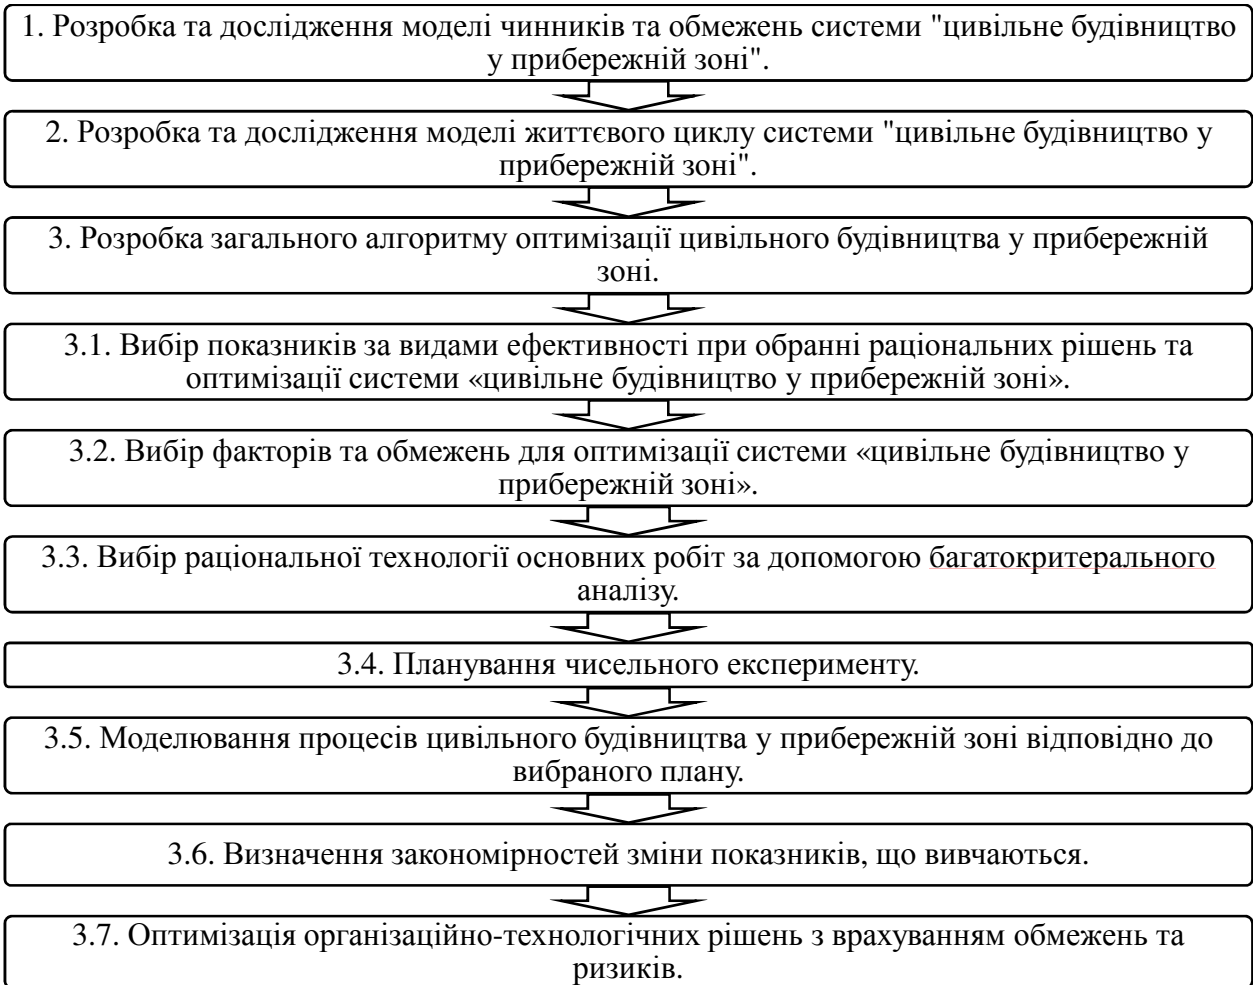 1. Розробка та дослідження моделі чинників та обмежень системи "цивільне будівництво
у прибережній зоні".
2. Розробка та дослідження моделі життєвого циклу системи "цивільне будівництво у
прибережній зоні".
3. Розробка загального алгоритму оптимізації цивільного будівництва у прибережній
зоні.
3.1. Вибір показників за видами ефективності при обранні раціональних рішень та
оптимізації системи «цивільне будівництво у прибережній зоні».
3.2. Вибір факторів та обмежень для оптимізації системи «цивільне будівництво у
прибережній зоні».
3.3. Вибір раціональної технології основних робіт за допомогою багатокритерального
аналізу.
3.4. Планування чисельного експерименту.
3.5. Моделювання процесів цивільного будівництва у прибережній зоні відповідно до
вибраного плану.
3.6. Визначення закономірностей зміни показників, що вивчаються.
3.7. Оптимізація організаційно-технологічних рішень з врахуванням обмежень та
ризиків.